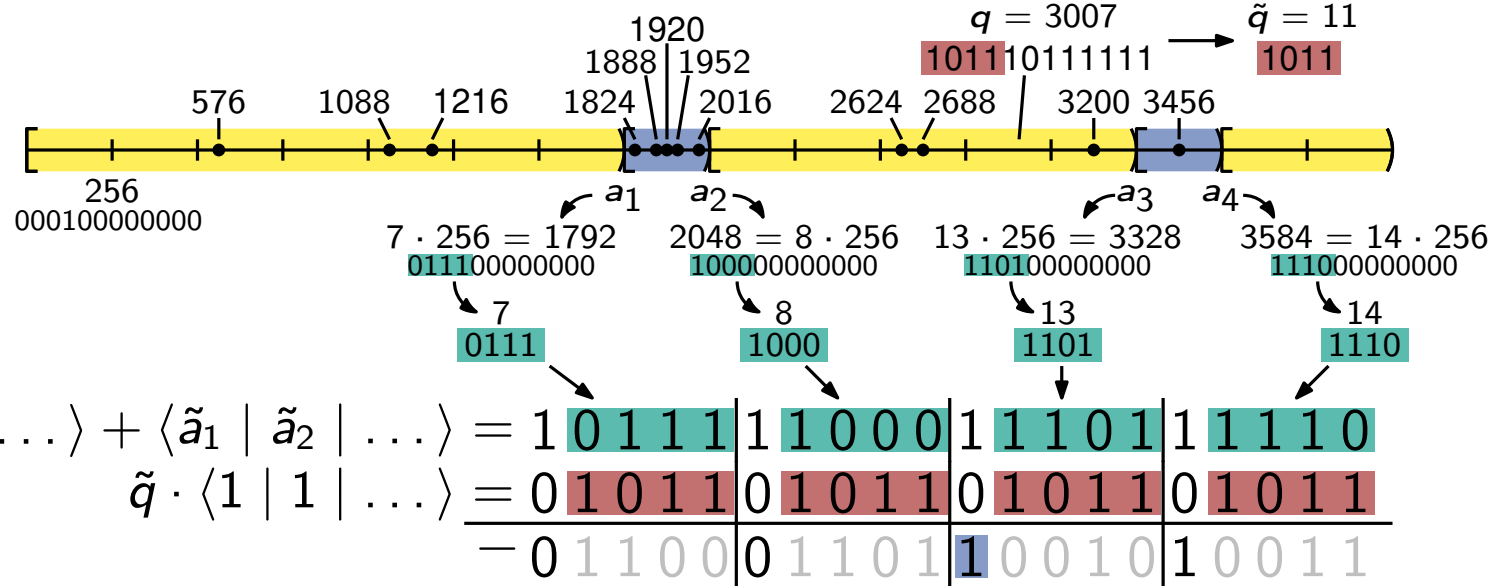 q = 3007 q̃ = 11
1920
1888 1952 101110111111 1011
576 1088 1216 1824 2016 2624 2688 3200 3456
256 a₁ a₂ a₃ a₄
000100000000
7 · 256 = 1792 2048 = 8 · 256 13 · 256 = 3328 3584 = 14 · 256
011100000000 100000000000 110100000000 111000000000
7 8 13 14
0111 1000 1101 1110
...⟩ + ⟨ã₁ | ã₂ | ...⟩ = 1 0 1 1 1 1 1 0 0 0 1 1 1 0 1 1 1 1 1 0
q̃ · ⟨1 | 1 | ...⟩ = 0 1 0 1 1 0 1 0 1 1 0 1 0 1 1 0 1 0 1 1
− 0 1 1 0 0 0 1 1 0 1 1 0 0 1 0 1 0 0 1 1